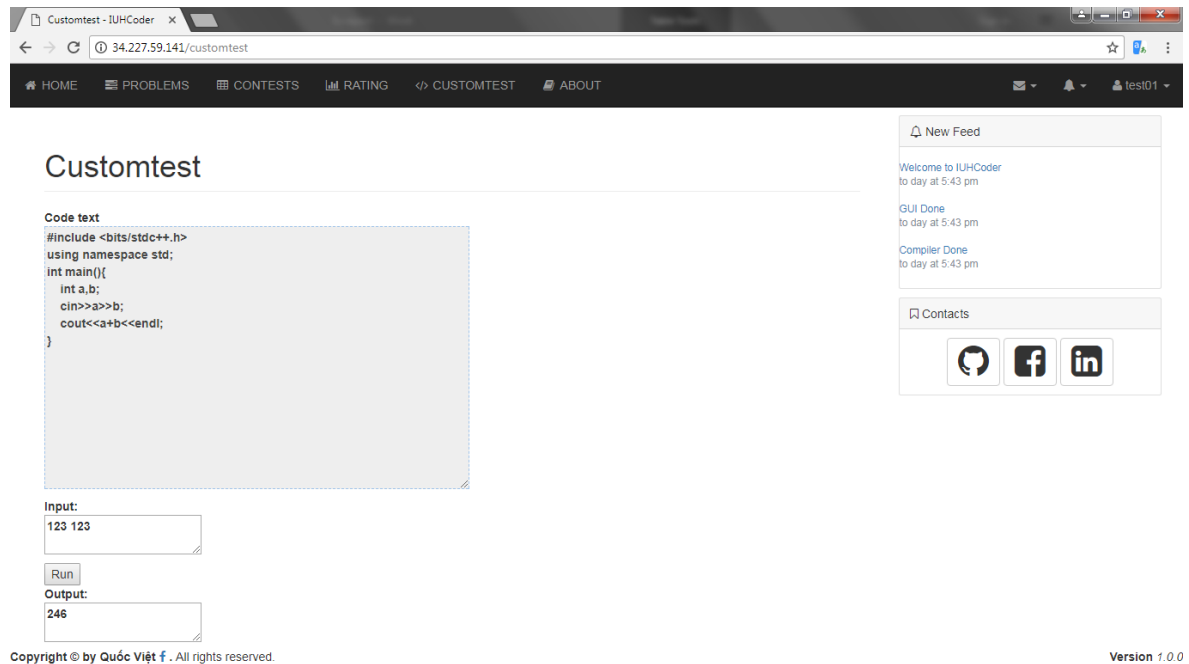 Customtest - IUHCoder
34.227.59.141/customtest
HOME PROBLEMS CONTESTS RATING </> CUSTOMTEST ABOUT test01
Customtest
Code text
#include <bits/stdc++.h>
using namespace std;
int main(){
    int a,b;
    cin>>a>>b;
    cout<<a+b<<endl;
}
Input:
123 123
Run
Output:
246
New Feed
Welcome to IUHCoder
to day at 5:43 pm
GUI Done
to day at 5:43 pm
Compiler Done
to day at 5:43 pm
Contacts
Copyright © by Quốc Việt f . All rights reserved.
Version 1.0.0